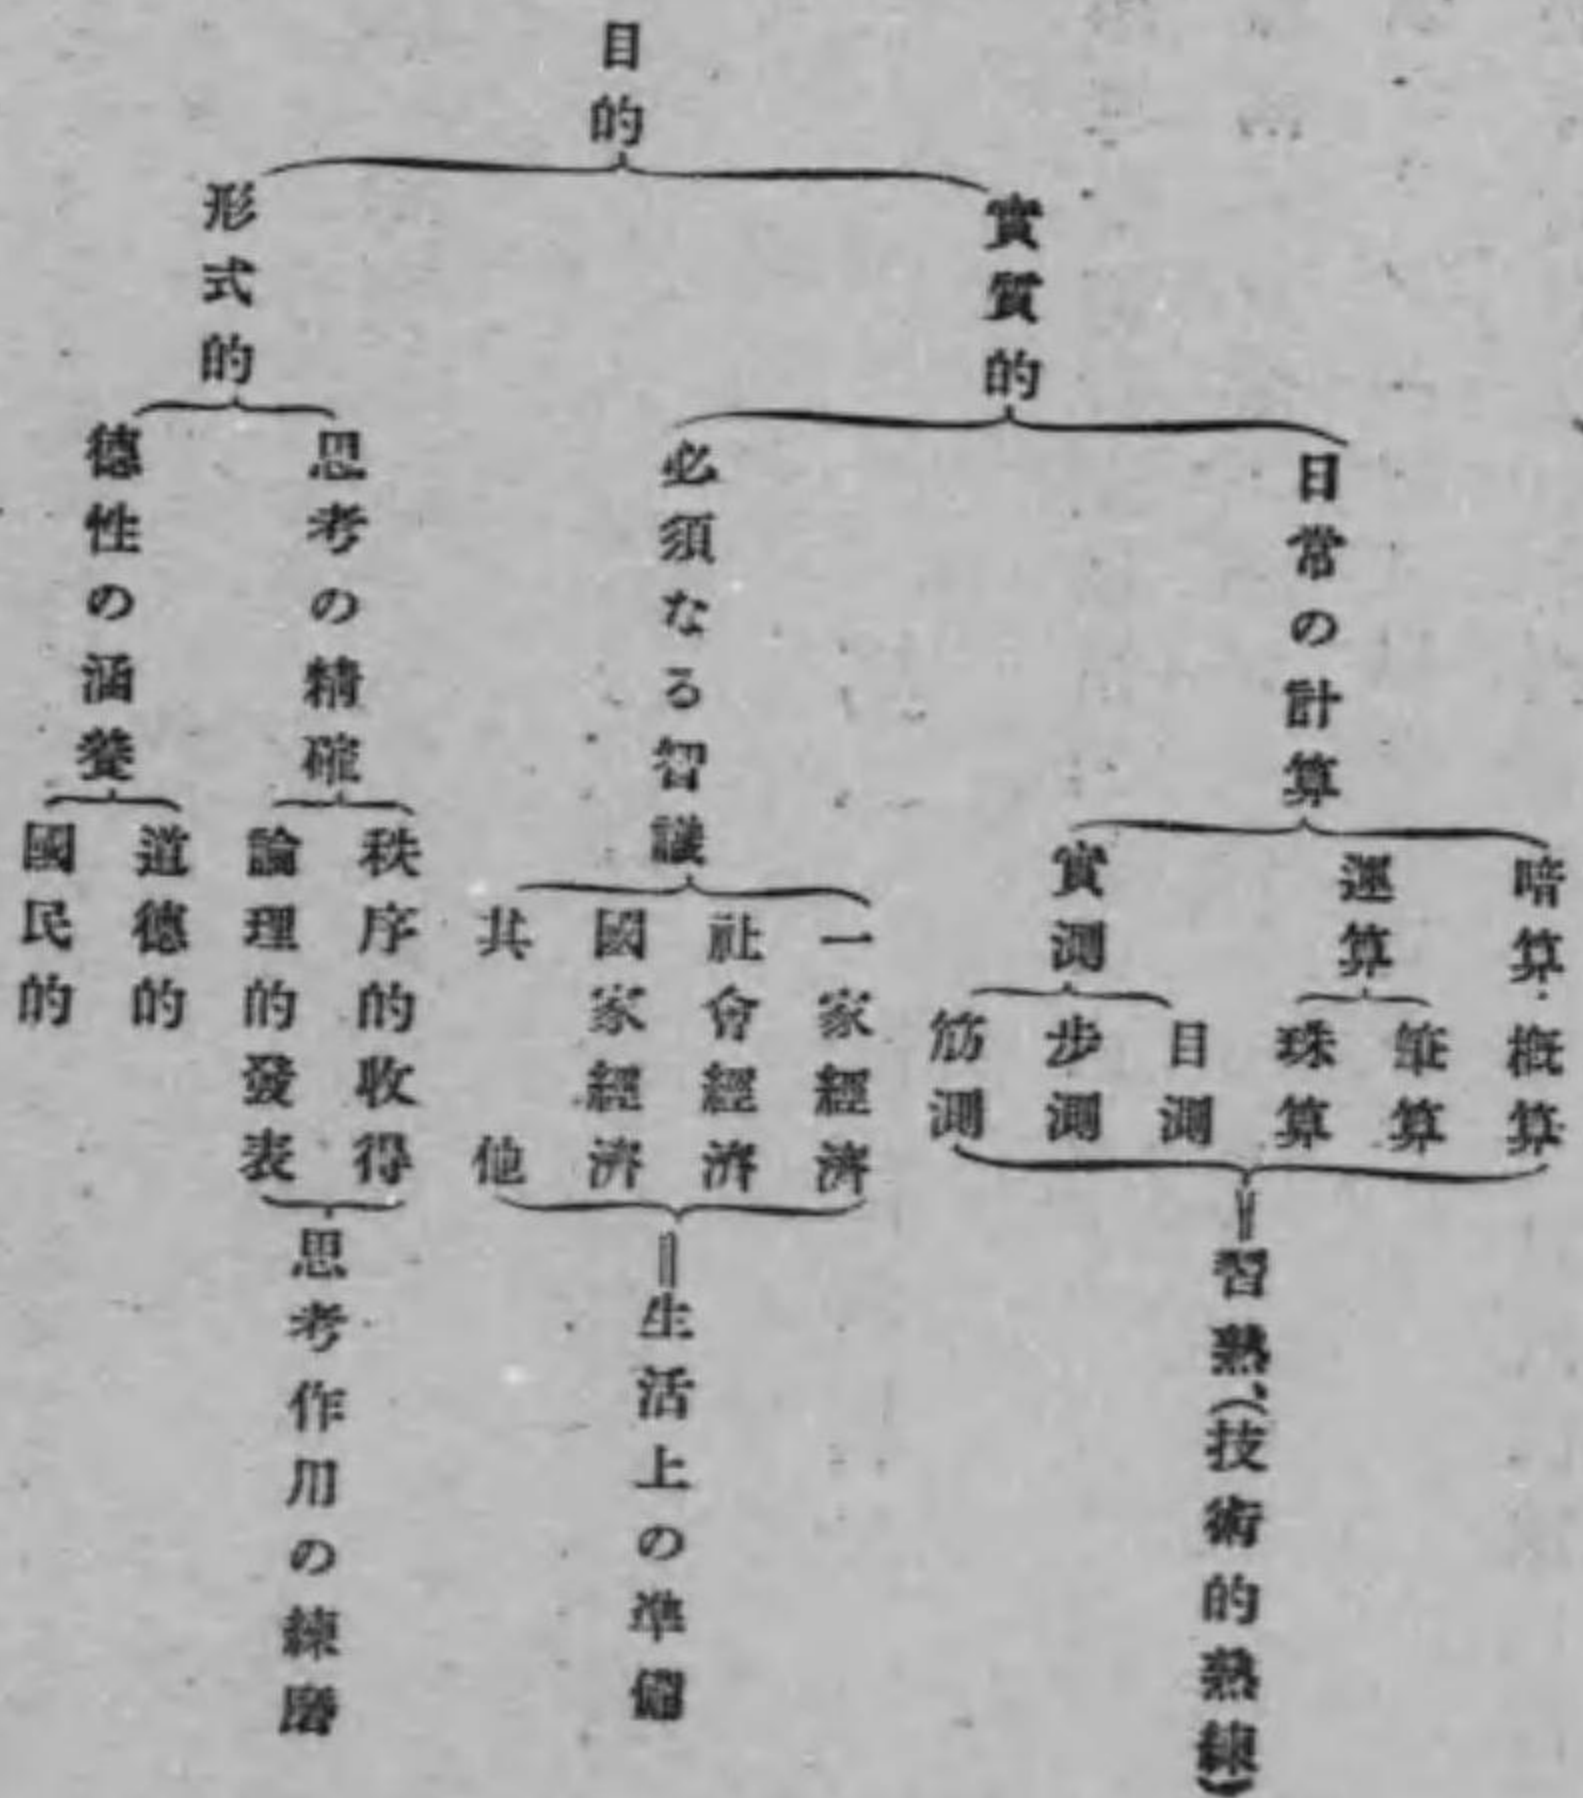 目的
實質的
日常の計算
暗算.概算
運算
筆算
珠算
實測
目測
步測
筋測
習熟、(技術的熟練)
必須なる智議
一家經濟
社會經濟
國家經濟
其他
生活上の準備
形式的
思考の精確
秩序的收得
論理的發表
思考作用の練磨
德性の涵養
道德的
國民的